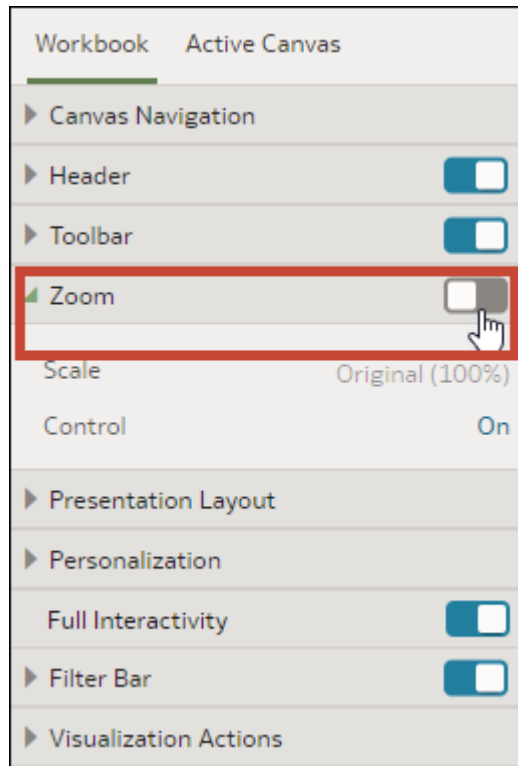 Workbook Active Canvas
Canvas Navigation
Header
Toolbar
Zoom
Scale Original (100%)
Control On
Presentation Layout
Personalization
Full Interactivity
Filter Bar
Visualization Actions